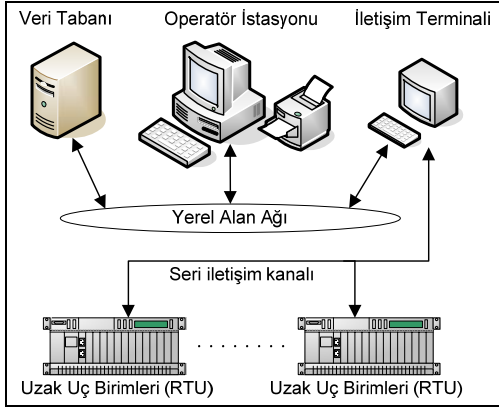 Veri Tabanı
Operatör İstasyonu
İletişim Terminali
Yerel Alan Ağı
Seri iletişim kanalı
Uzak Uç Birimleri (RTU)
Uzak Uç Birimleri (RTU)